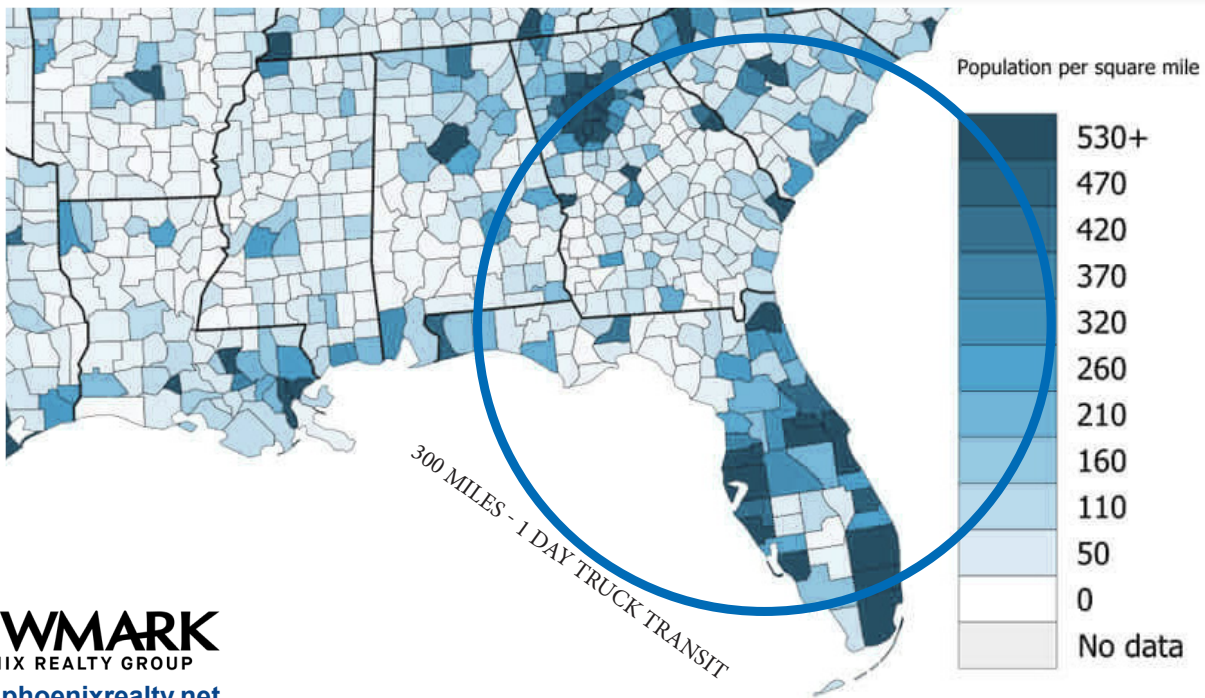 Population per square mile
530+
470
420
370
320
260
210
160
110
50
0
No data
300 MILES - 1 DAY TRUCK TRANSIT
WMARK
NIX REALTY GROUP
phoenixrealty.net